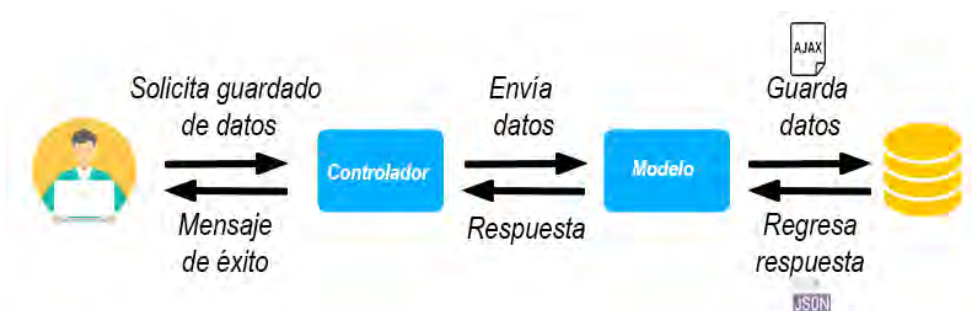 AJAX
Solicita guardado
de datos
Envía
datos
Guarda
datos
Controlador
Modelo
Mensaje
de éxito
Respuesta
Regresa
respuesta
JSON